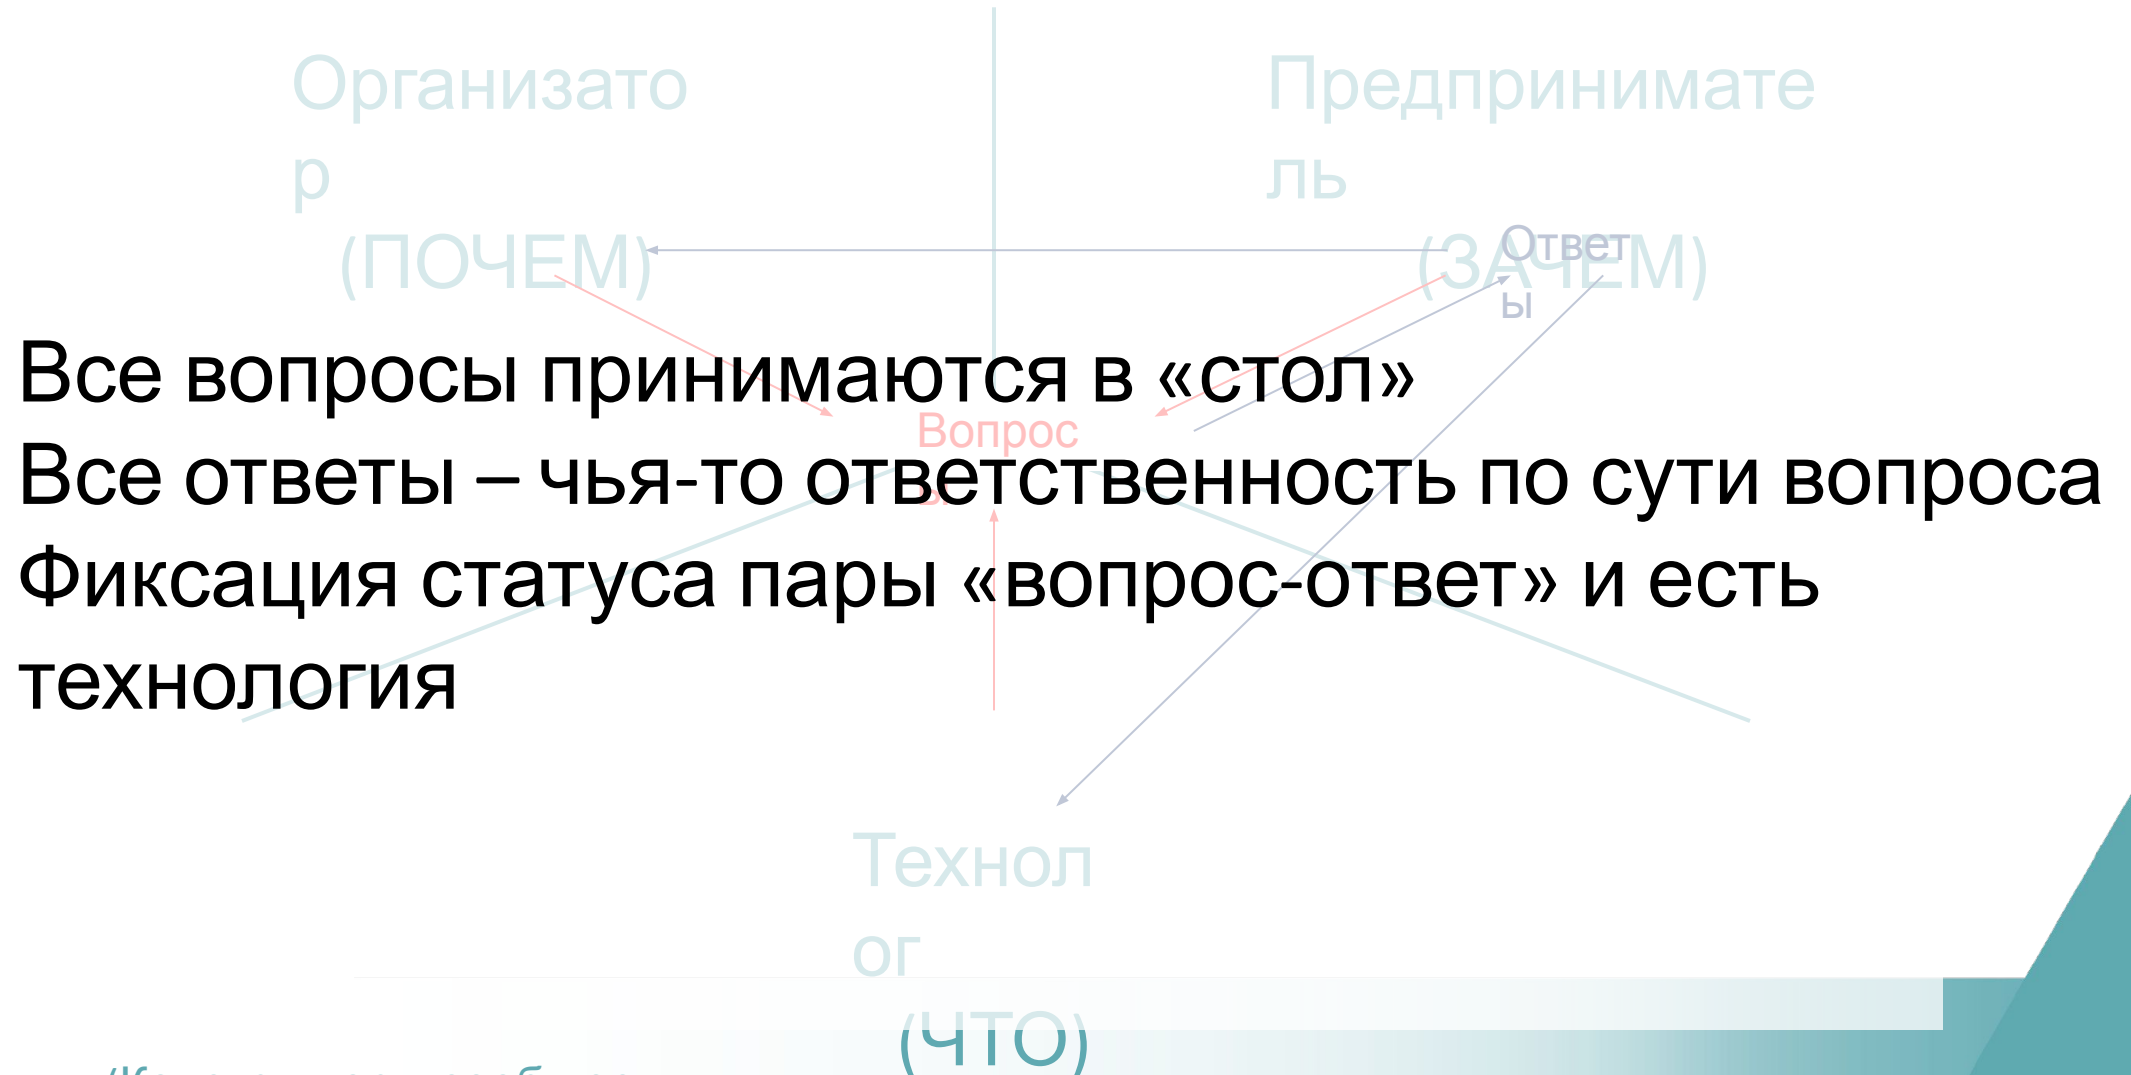 Организато
р
(ПОЧЕМ)
Предпринимате
ль
(ЗАЧЕМ)
Ответ
ы
Все вопросы принимаются в «стол»
Вопрос
ы
Все ответы – чья-то ответственность по сути вопроса
Фиксация статуса пары «вопрос-ответ» и есть
технология
Технол
ог
(ЧТО)